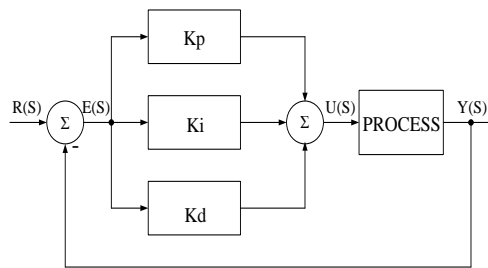 Kp
R(S)
Σ
E(S)
Ki
Σ
U(S)
PROCESS
Y(S)
-
Kd